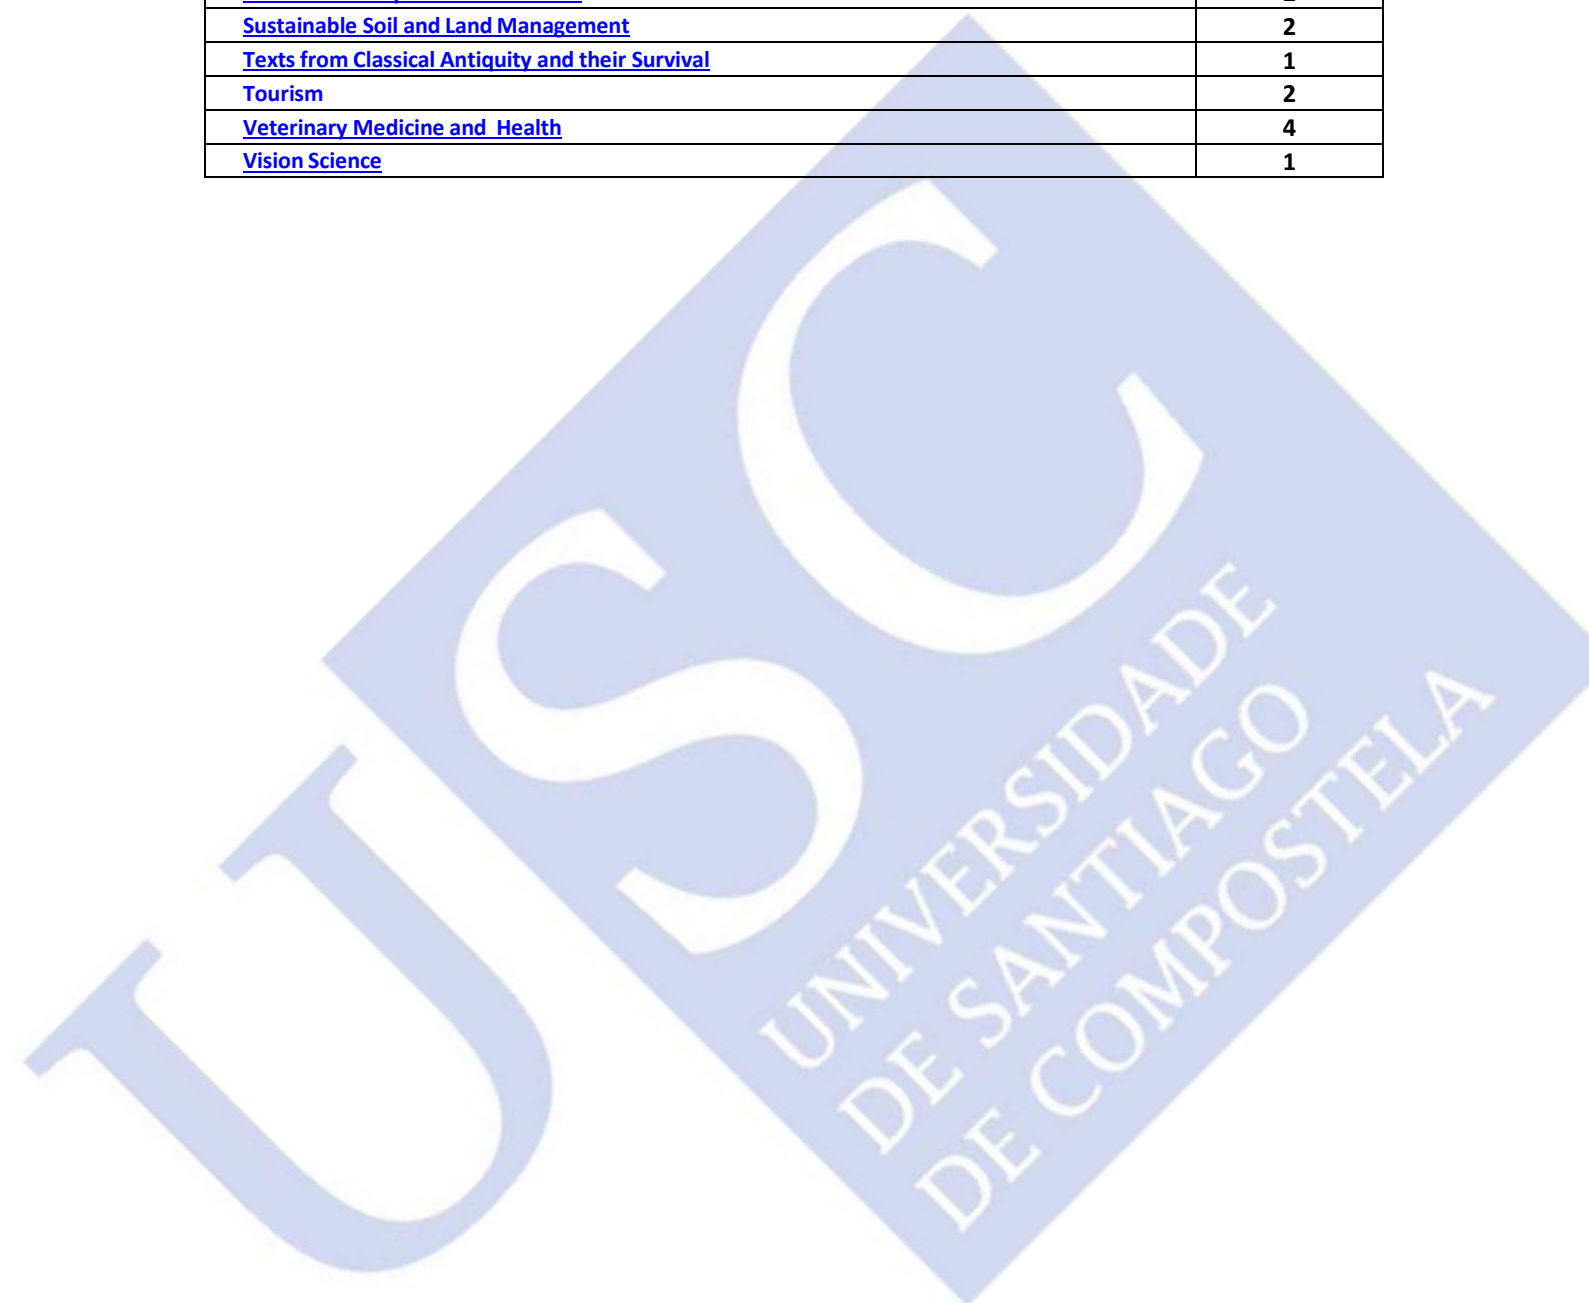 Sustainable Soil and Land Management 2
Texts from Classical Antiquity and their Survival 1
Tourism 2
Veterinary Medicine and Health 4
Vision Science 1
USC
UNIVERSIDADE
DE SANTIAGO
DE COMPOSTELA